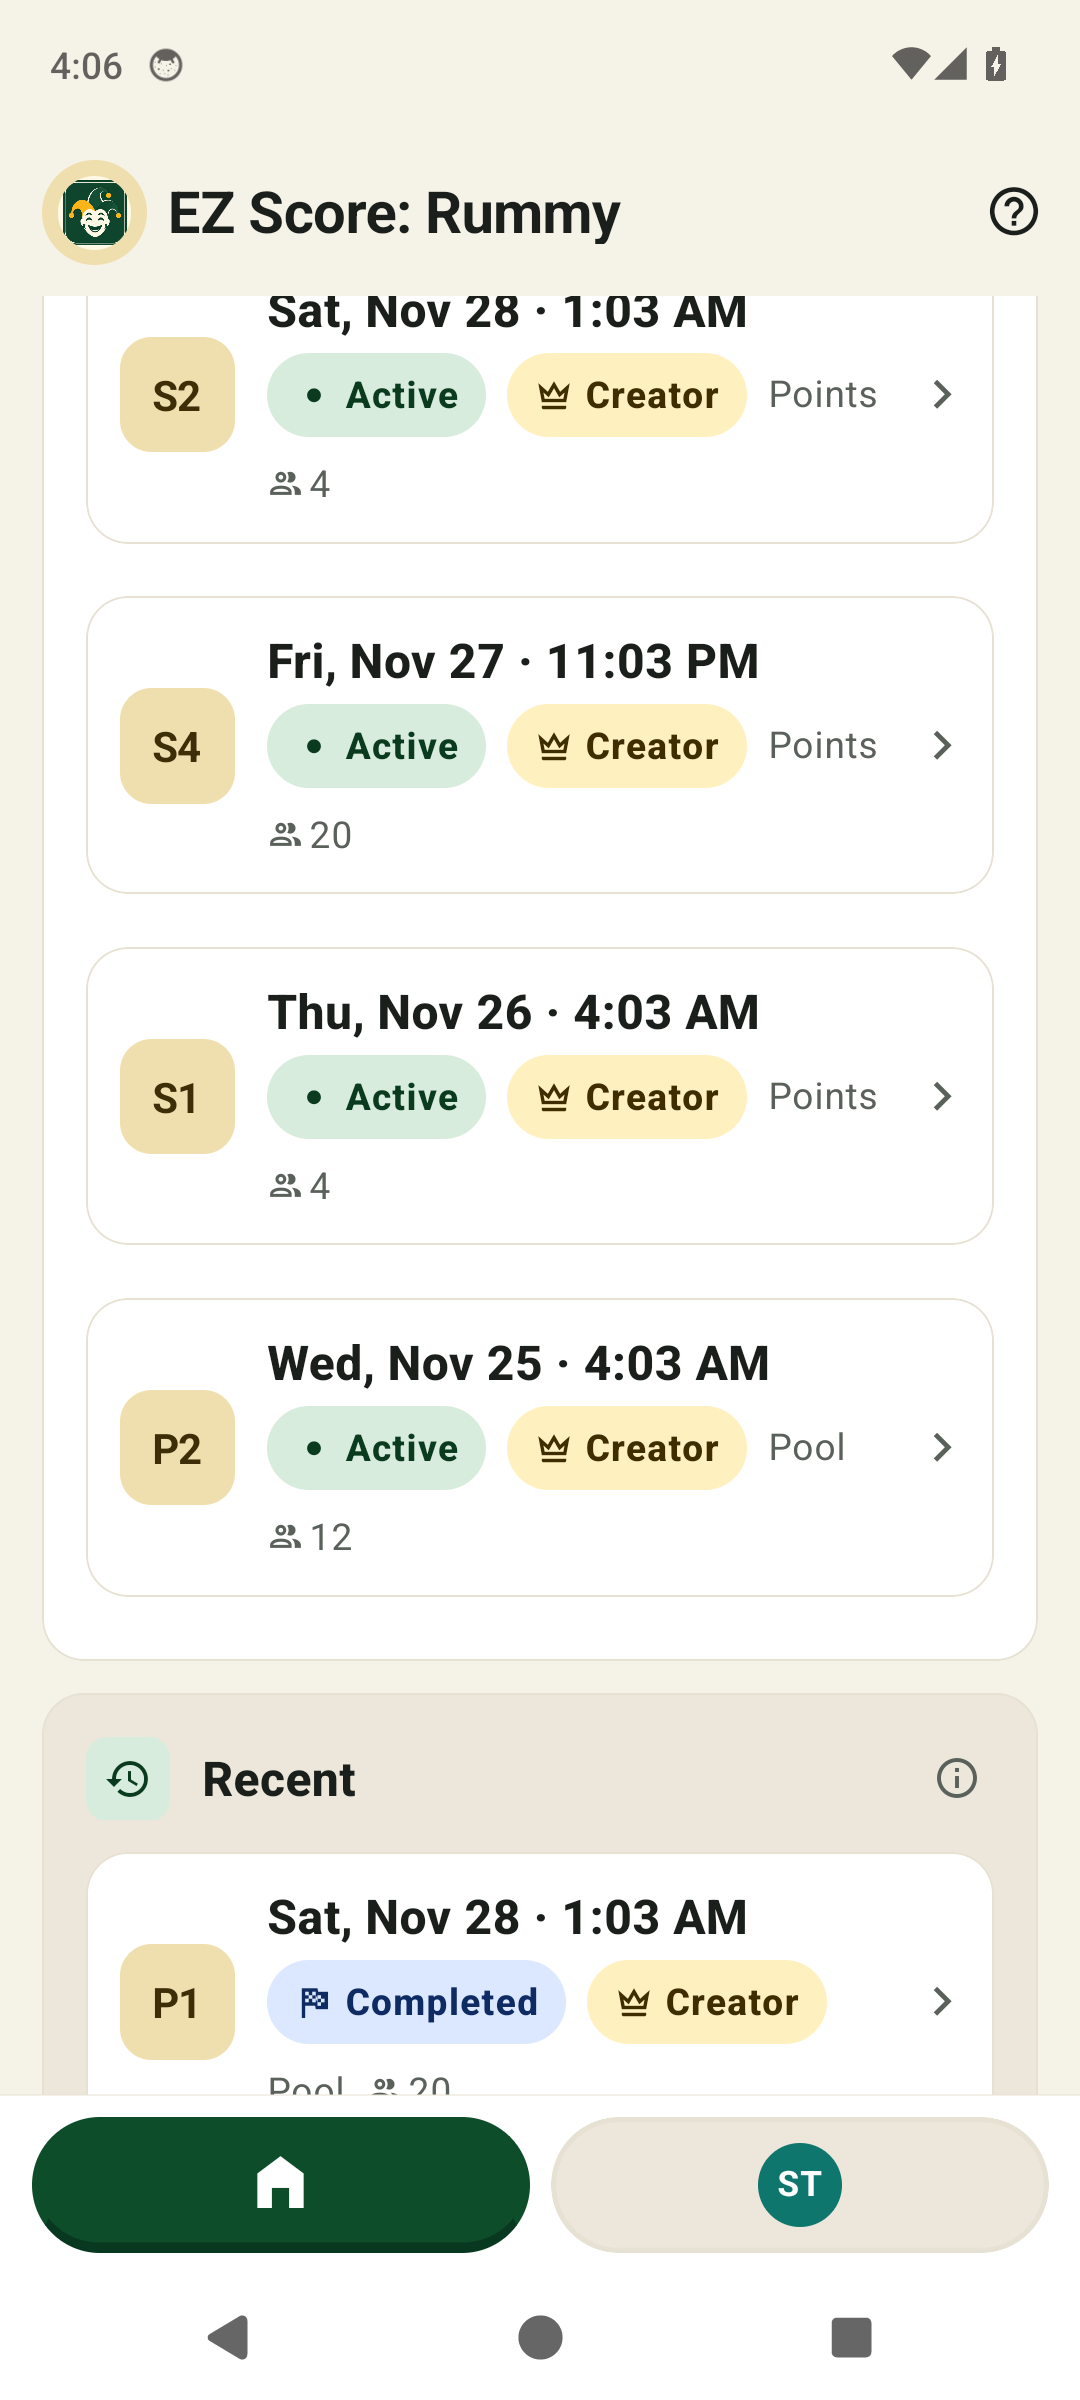 4:06
EZ Score: Rummy
Sat, Nov 28 · 1:03 AM
S2
Active
Creator
Points
4
Fri, Nov 27 · 11:03 PM
S4
Active
Creator
Points
20
Thu, Nov 26 · 4:03 AM
S1
Active
Creator
Points
4
Wed, Nov 25 · 4:03 AM
P2
Active
Creator
Pool
12
Recent
Sat, Nov 28 · 1:03 AM
P1
Completed
Creator
Pool
20
ST